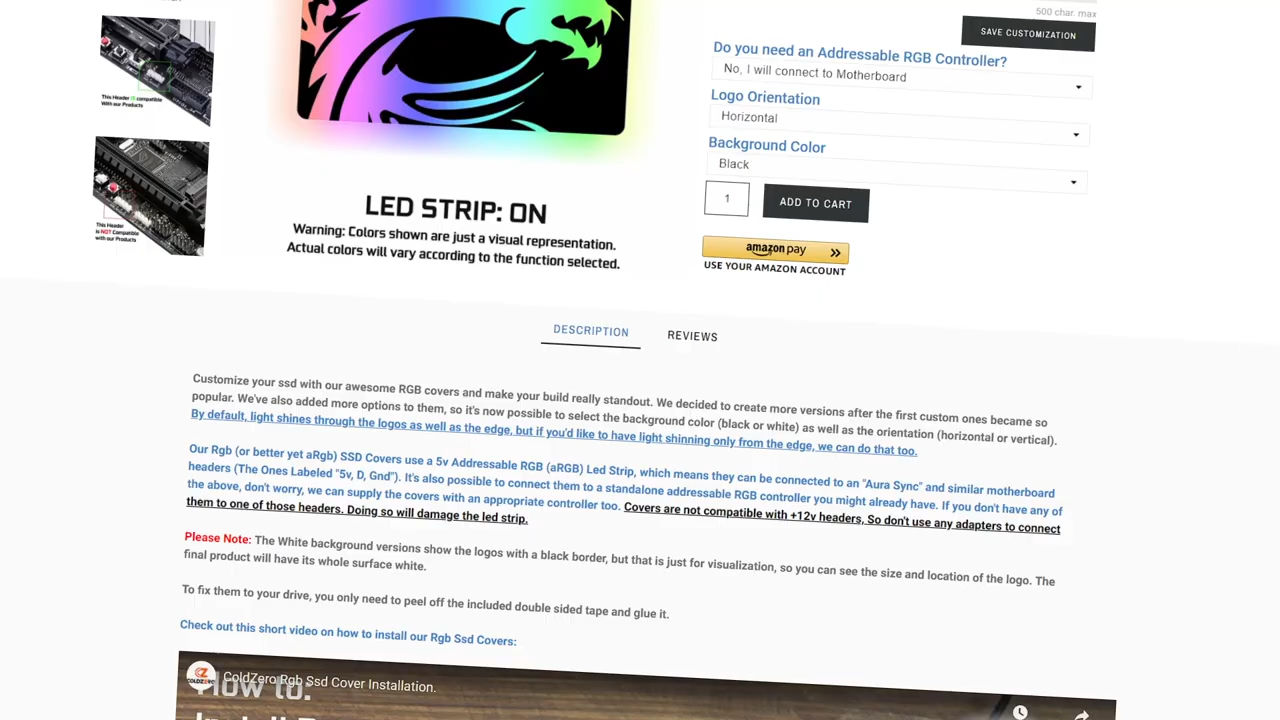 500 char. max
SAVE CUSTOMIZATION
Do you need an Addressable RGB Controller?
No, I will connect to Motherboard
Logo Orientation
Horizontal
Background Color
Black
1
ADD TO CART
amazon pay
USE YOUR AMAZON ACCOUNT
This Header IS compatible
With our Products
This Header
is NOT Compatible
with our Products
LED STRIP: ON
Warning: Colors shown are just a visual representation.
Actual colors will vary according to the function selected.
DESCRIPTION
REVIEWS
Customize your ssd with our awesome RGB covers and make your build really standout. We decided to create more versions after the first custom ones became so
popular. We've also added more options to them, so it's now possible to select the background color (black or white) as well as the orientation (horizontal or vertical).
By default, light shines through the logos as well as the edge, but if you'd like to have light shinning only from the edge, we can do that too.
Our Rgb (or better yet aRgb) SSD Covers use a 5v Addressable RGB (aRGB) Led Strip, which means they can be connected to an "Aura Sync" and similar motherboard
headers (The Ones Labeled "5v, D, Gnd"). It's also possible to connect them to a standalone addressable RGB controller you might already have. If you don't have any of
the above, don't worry, we can supply the covers with an appropriate controller too. Covers are not compatible with +12v headers, So don't use any adapters to connect
them to one of those headers. Doing so will damage the led strip.
Please Note: The White background versions show the logos with a black border, but that is just for visualization, so you can see the size and location of the logo. The
final product will have its whole surface white.
To fix them to your drive, you only need to peel off the included double sided tape and glue it.
Check out this short video on how to install our Rgb Ssd Covers:
COLDZERO
ColdZero Rgb Ssd Cover Installation.
How to: